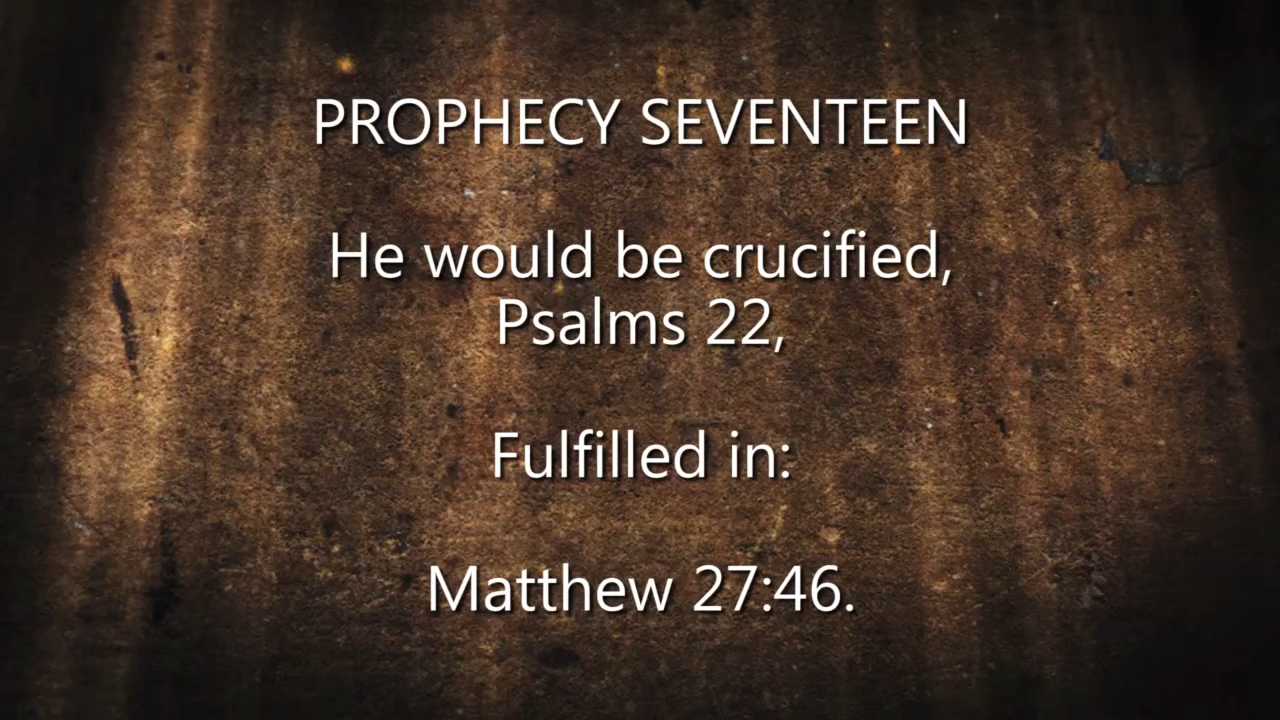 PROPHECY SEVENTEEN
He would be crucified,
Psalms 22,
Fulfilled in:
Matthew 27:46.